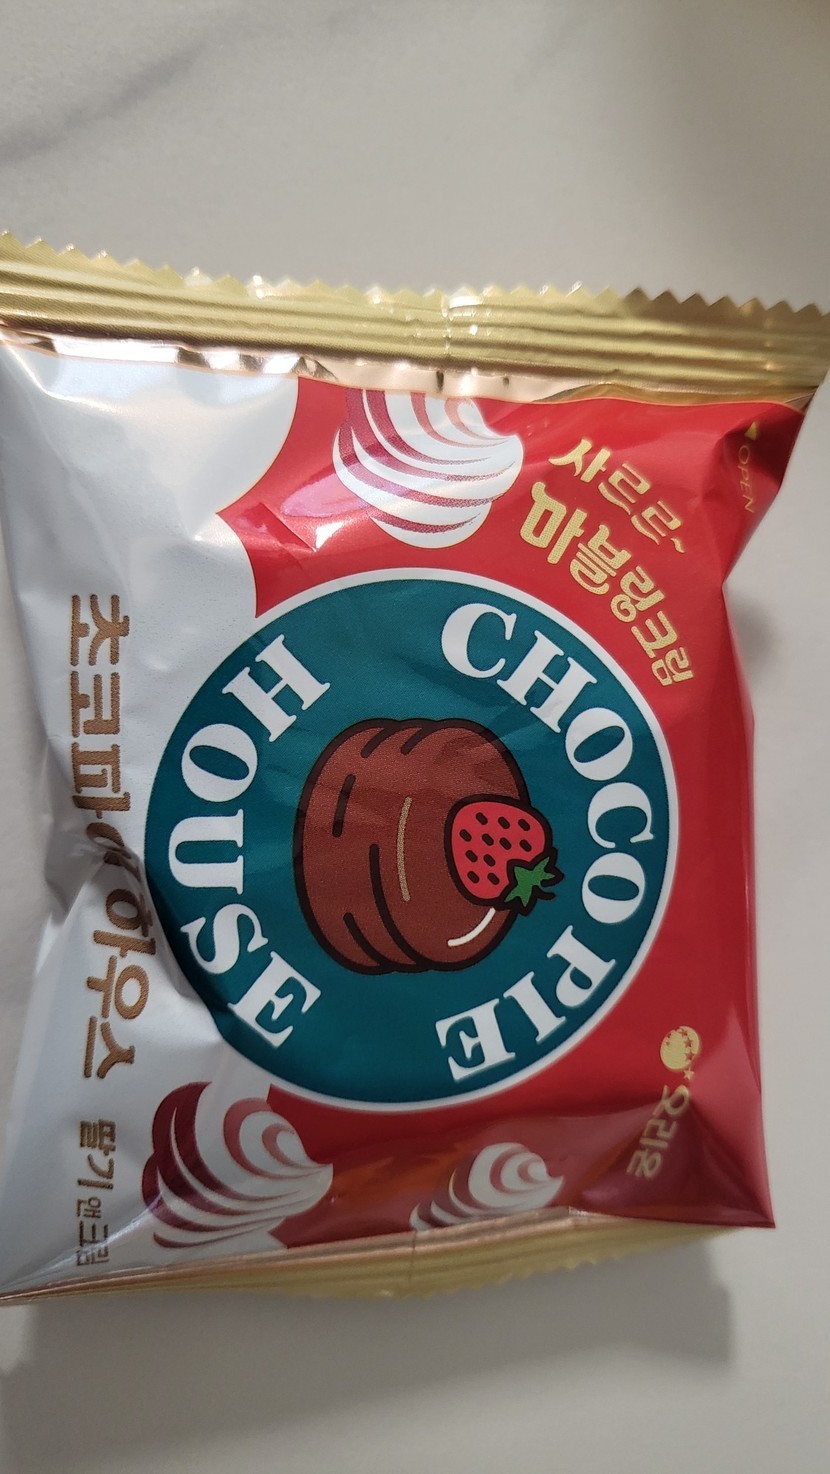 ◀ OPEN
사르르~
마블링크림
CHOCO PIE
HOUSE
오리온
초코파이하우스
딸기앤크림